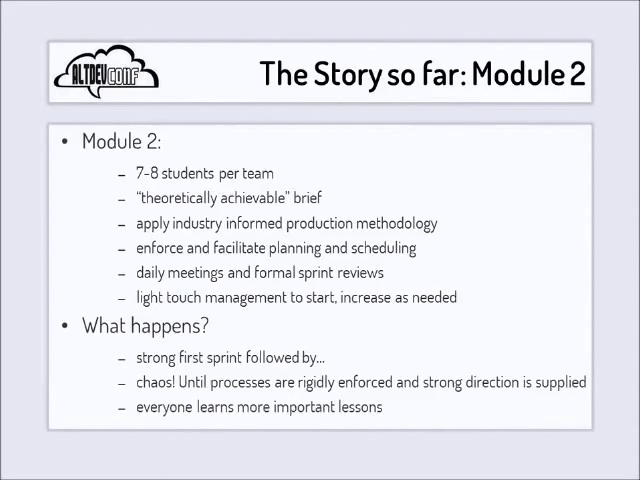 ALTDEVCONF
The Story so far: Module 2
• Module 2:
– 7-8 students per team
– “theoretically achievable” brief
– apply industry informed production methodology
– enforce and facilitate planning and scheduling
– daily meetings and formal sprint reviews
– light touch management to start, increase as needed
• What happens?
– strong first sprint followed by...
– chaos! Until processes are rigidly enforced and strong direction is supplied
– everyone learns more important lessons